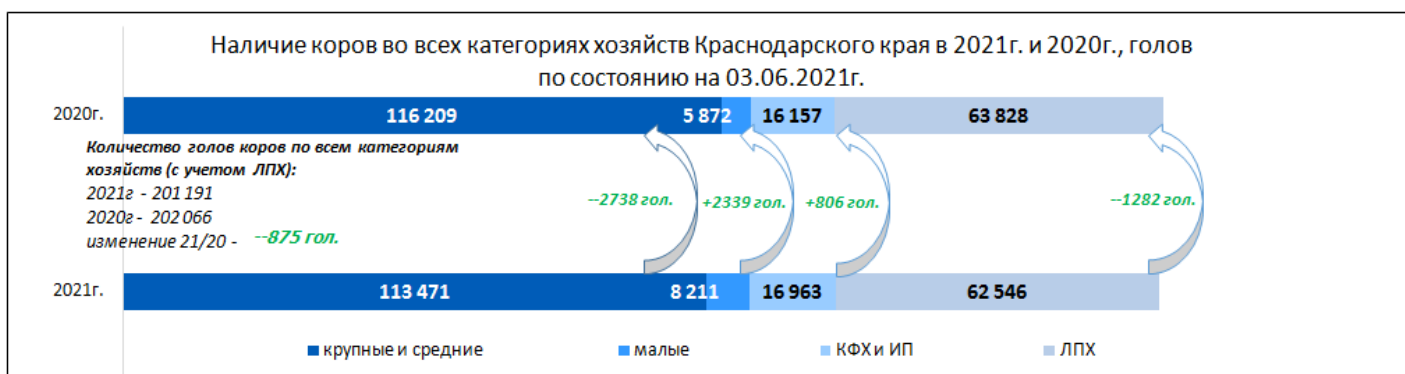 Наличие коров во всех категориях хозяйств Краснодарского края в 2021г. и 2020г., голов
по состоянию на 03.06.2021г.
2020г.
116 209
5 872
16 157
63 828
Количество голов коров по всем категориям
хозяйств (с учетом ЛПХ):
2021г - 201 191
2020г - 202 066
изменение 21/20 - --875 гол.
--2738 гол.
+2339 гол.
+806 гол.
--1282 гол.
2021г.
113 471
8 211
16 963
62 546
крупные и средние
малые
КФХ и ИП
ЛПХ